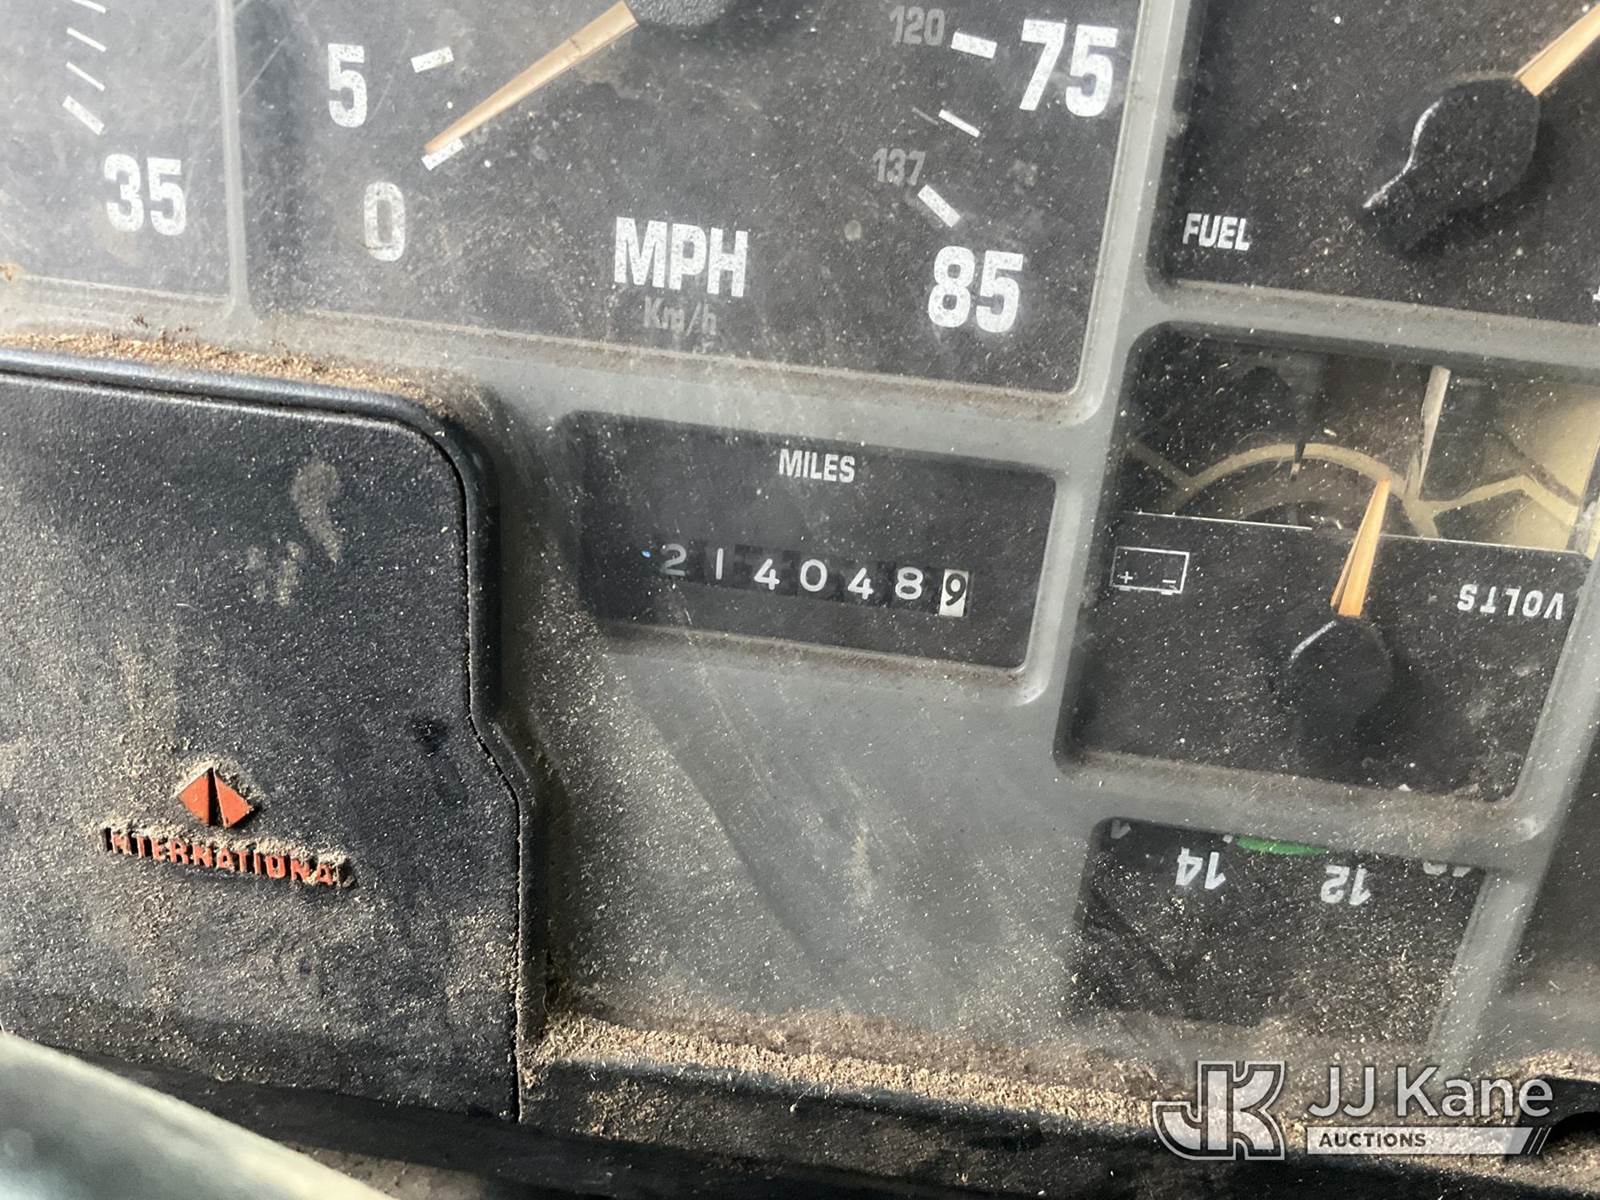 5
0
35
MPH
Km/h
120
75
137
85
FUEL
MILES
2140489
+ -
VOLTS
14
12
INTERNATIONAL
JK
JJ Kane
AUCTIONS